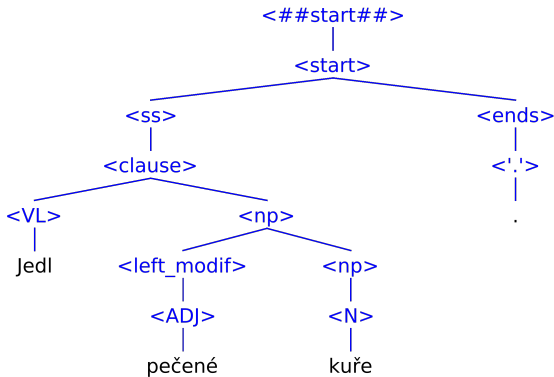 <##start##>
<start>
<ss> <ends>
<clause> <'.'>
<VL> <np> .
Jedl <left_modif> <np>
<ADJ> <N>
pečené kuře